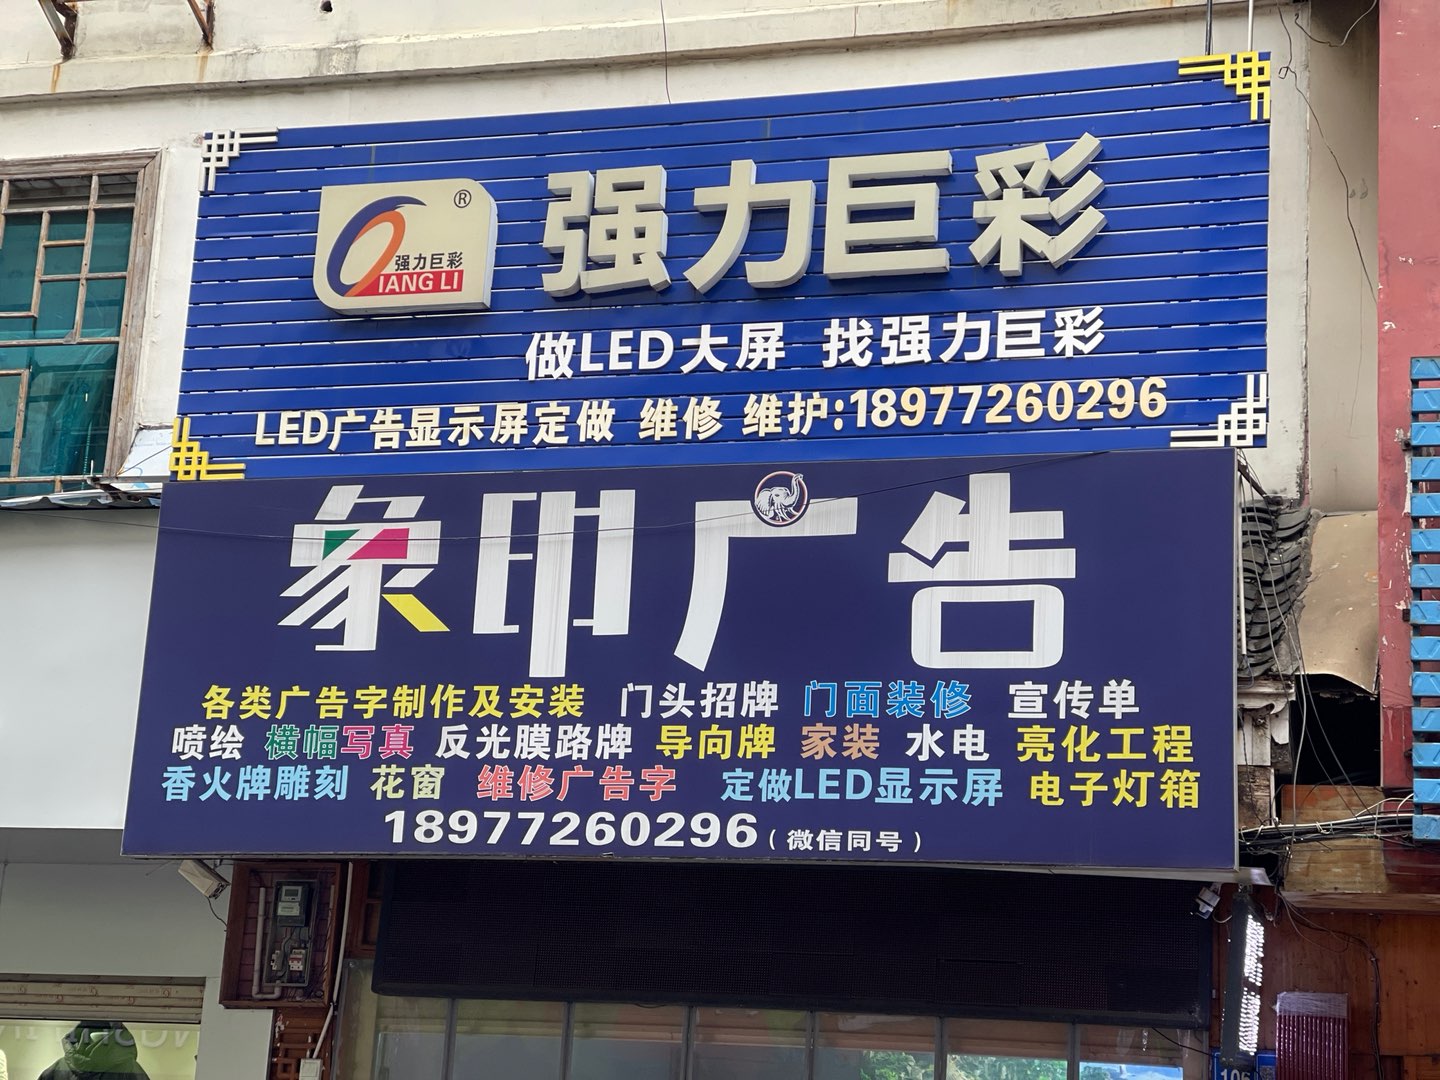 ®
强力巨彩
IANG LI
强力巨彩
做LED大屏 找强力巨彩
LED广告显示屏定做 维修 维护:18977260296
象印广告
各类广告字制作及安装 门头招牌 门面装修 宣传单
喷绘 横幅写真 反光膜路牌 导向牌 家装 水电 亮化工程
香火牌雕刻 花窗 维修广告字 定做LED显示屏 电子灯箱
18977260296(微信同号)